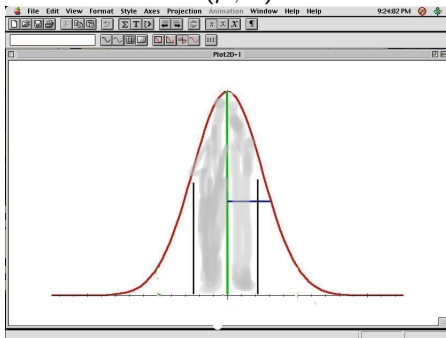 File Edit View Format Style Axes Projection Animation Window Help Help 9:24:02 PM
Σ T
x x X ¶
Plot2D-1